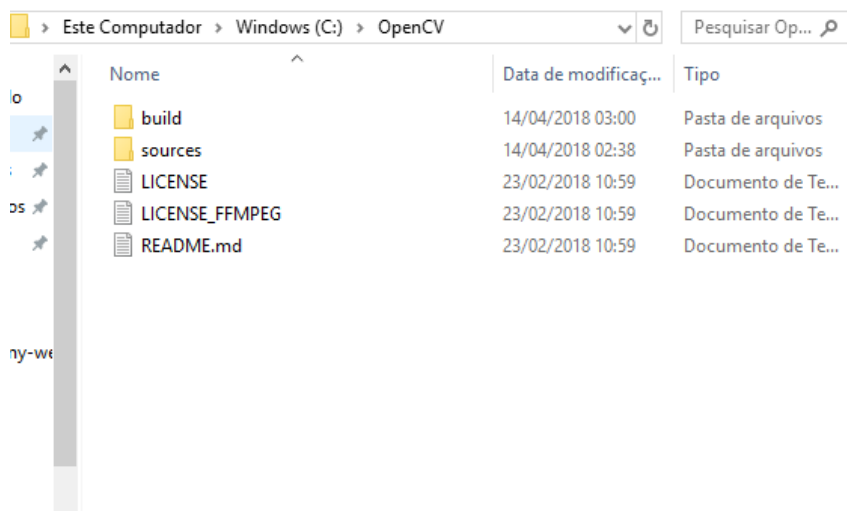 Este Computador > Windows (C:) > OpenCV Pesquisar Op...
Nome Data de modificaç... Tipo
build 14/04/2018 03:00 Pasta de arquivos
sources 14/04/2018 02:38 Pasta de arquivos
LICENSE 23/02/2018 10:59 Documento de Te...
LICENSE_FFMPEG 23/02/2018 10:59 Documento de Te...
README.md 23/02/2018 10:59 Documento de Te...